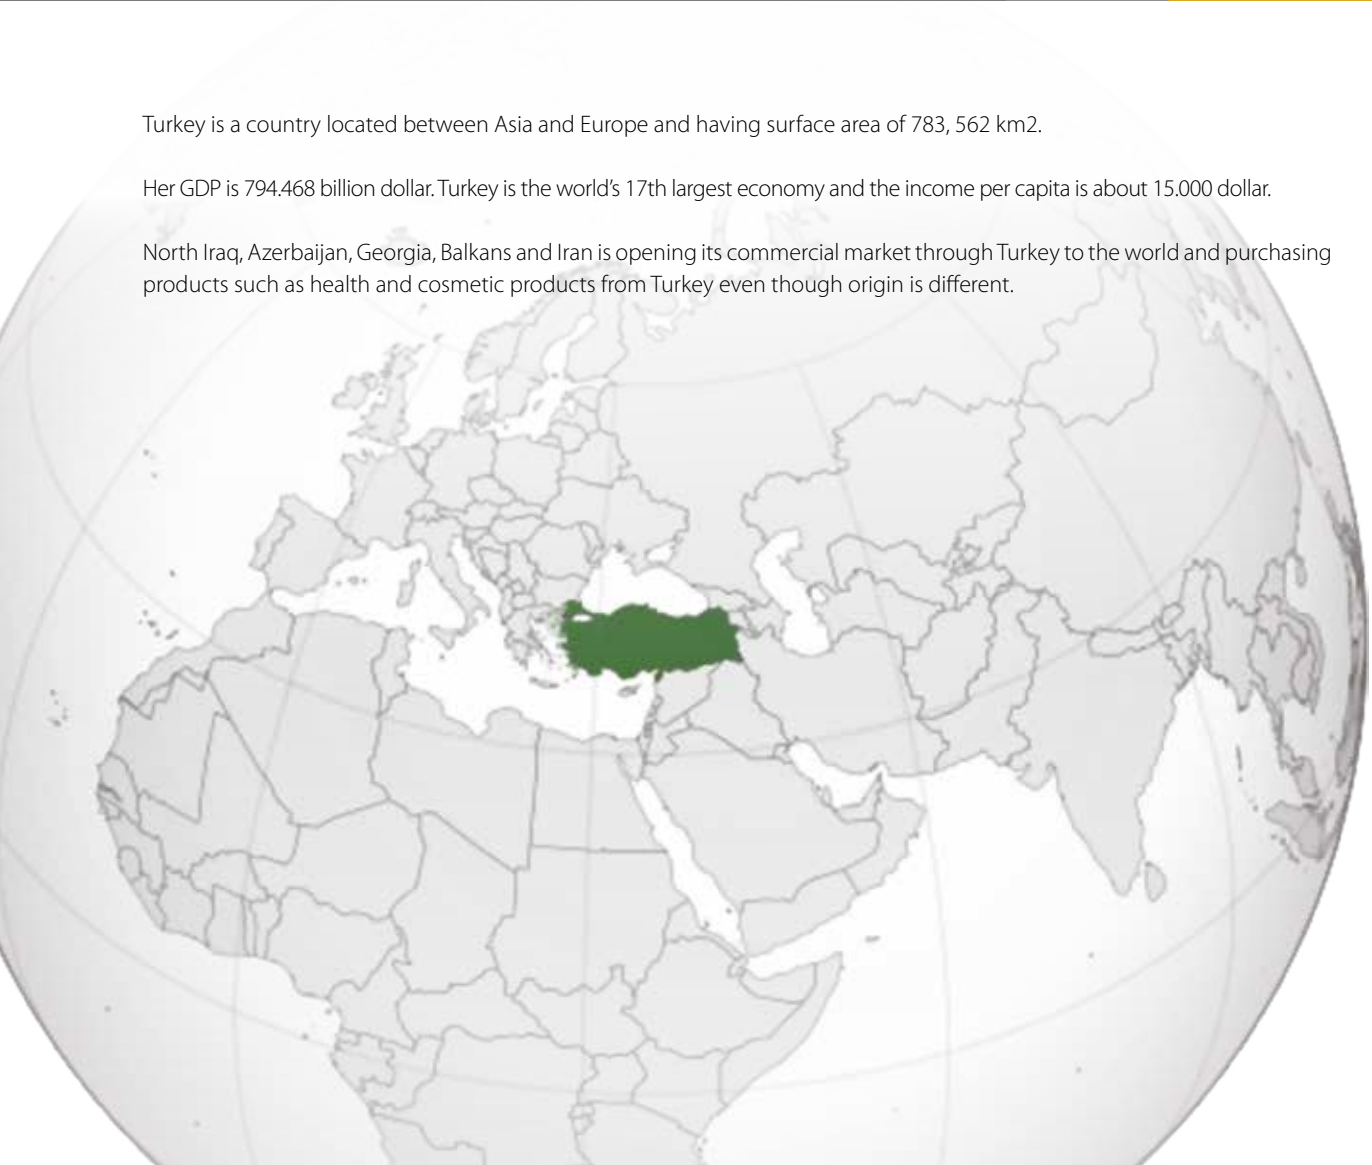 Turkey is a country located between Asia and Europe and having surface area of 783, 562 km2.
Her GDP is 794.468 billion dollar. Turkey is the world’s 17th largest economy and the income per capita is about 15.000 dollar.
North Iraq, Azerbaijan, Georgia, Balkans and Iran is opening its commercial market through Turkey to the world and purchasing
products such as health and cosmetic products from Turkey even though origin is different.